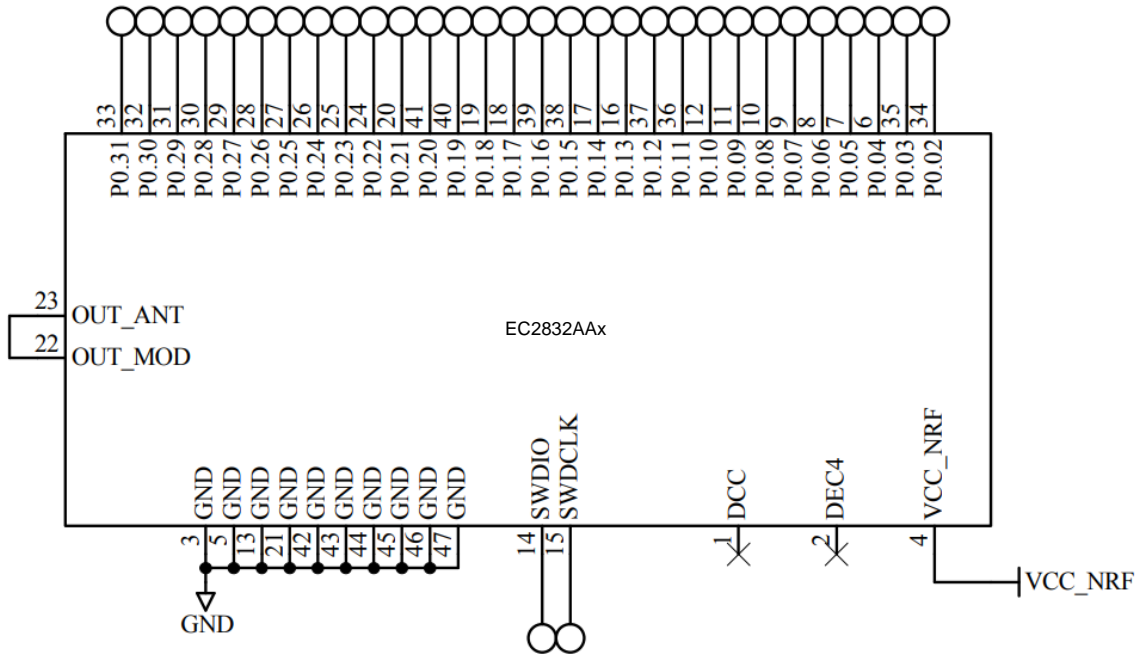 33 32 31 30 29 28 27 26 25 24 20 41 40 19 18 39 38 17 16 37 36 12 11 10 9 8 7 6 35 34
P0.31 P0.30 P0.29 P0.28 P0.27 P0.26 P0.25 P0.24 P0.23 P0.22 P0.21 P0.20 P0.19 P0.18 P0.17 P0.16 P0.15 P0.14 P0.13 P0.12 P0.11 P0.10 P0.09 P0.08 P0.07 P0.06 P0.05 P0.04 P0.03 P0.02
23 OUT_ANT
EC2832AAx
22 OUT_MOD
GND GND GND GND GND GND GND GND GND GND SWDIO SWDCLK DCC DEC4 VCC_NRF
3 5 13 21 42 43 44 45 46 47 14 15 1 2 4
VCC_NRF
GND